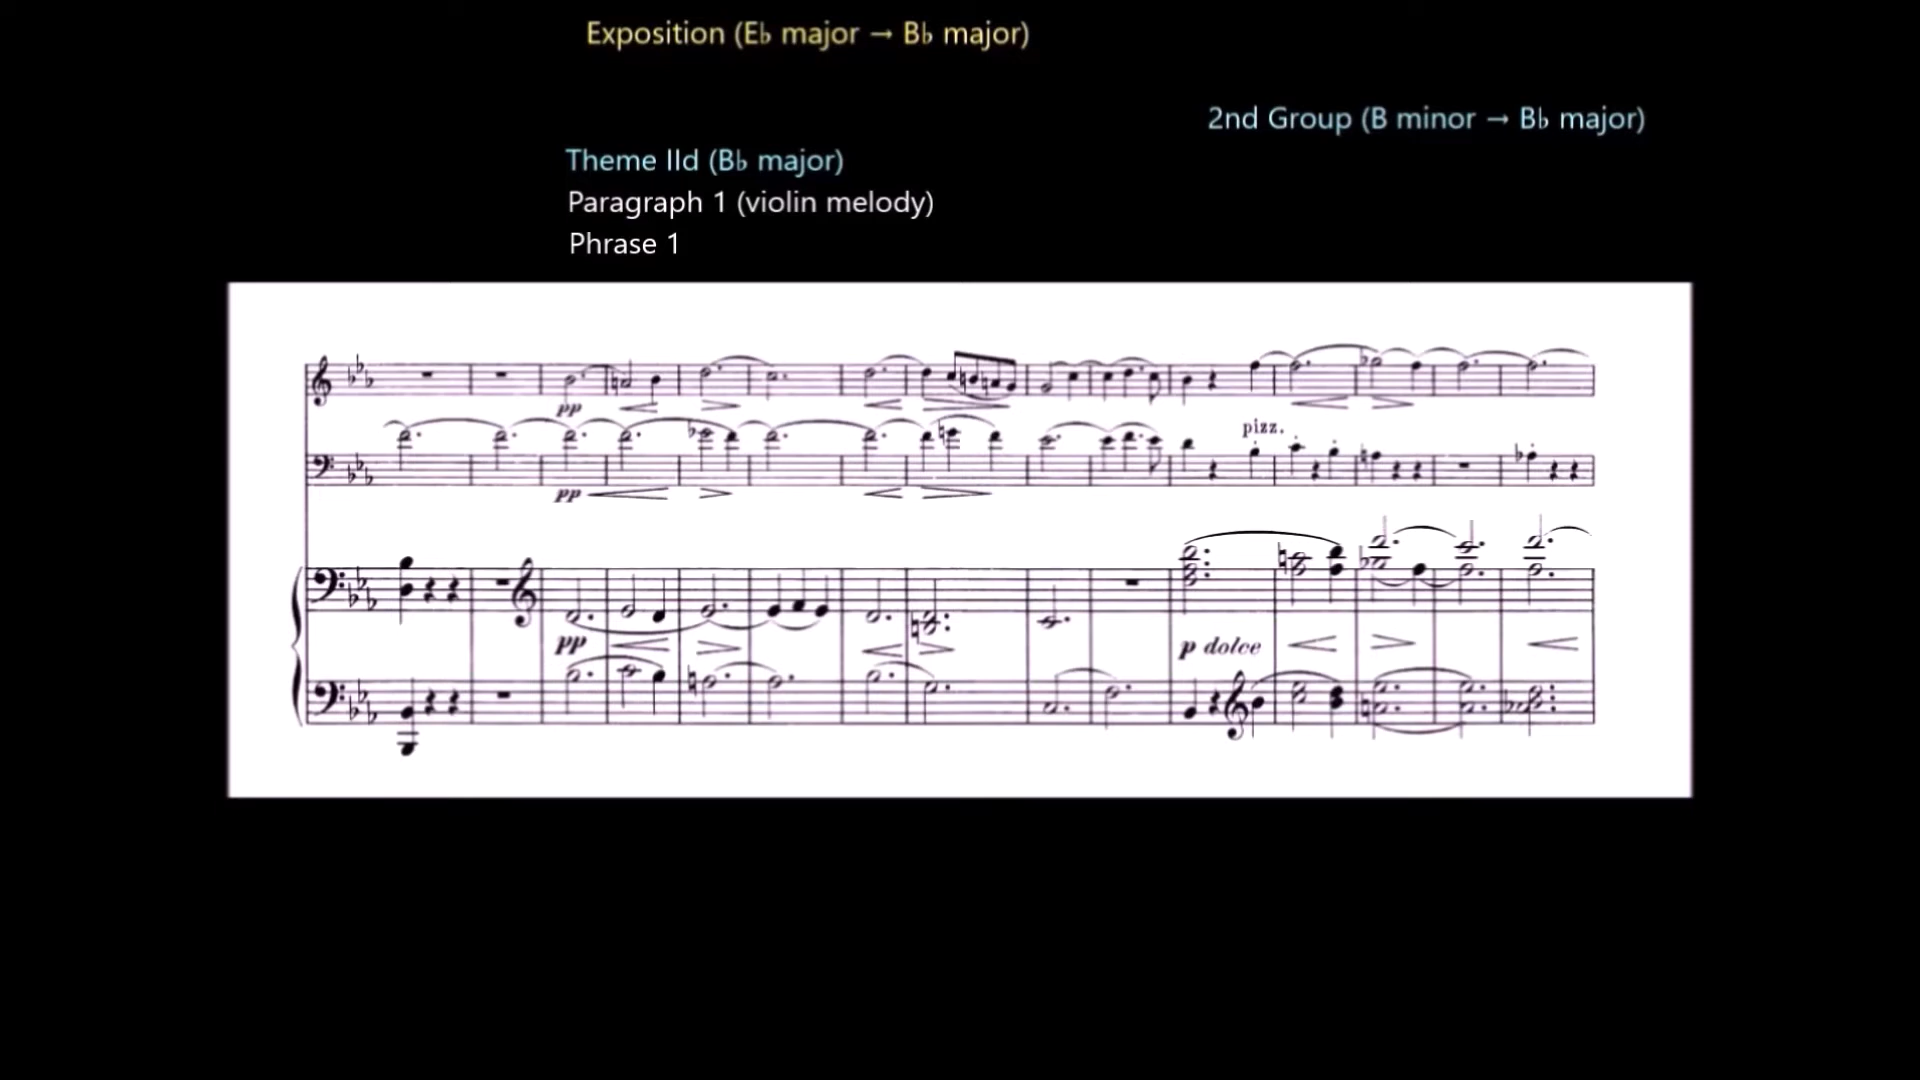 Exposition (E♭ major → B♭ major)
2nd Group (B minor → B♭ major)
Theme IId (B♭ major)
Paragraph 1 (violin melody)
Phrase 1
pp
pizz.
pp
pp
p dolce